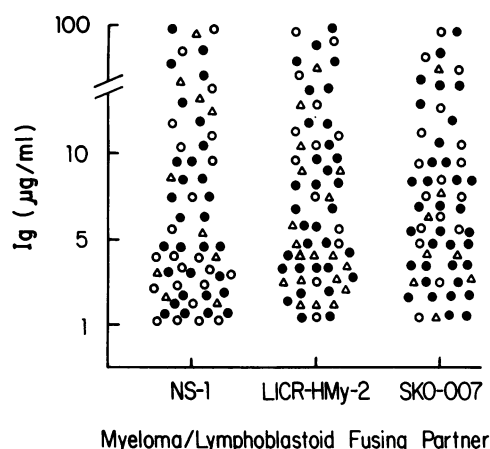 100
10
5
1
Ig (µg/ml)
NS-1 LICR-HMy-2 SKO-007
Myeloma/Lymphoblastoid Fusing Partner